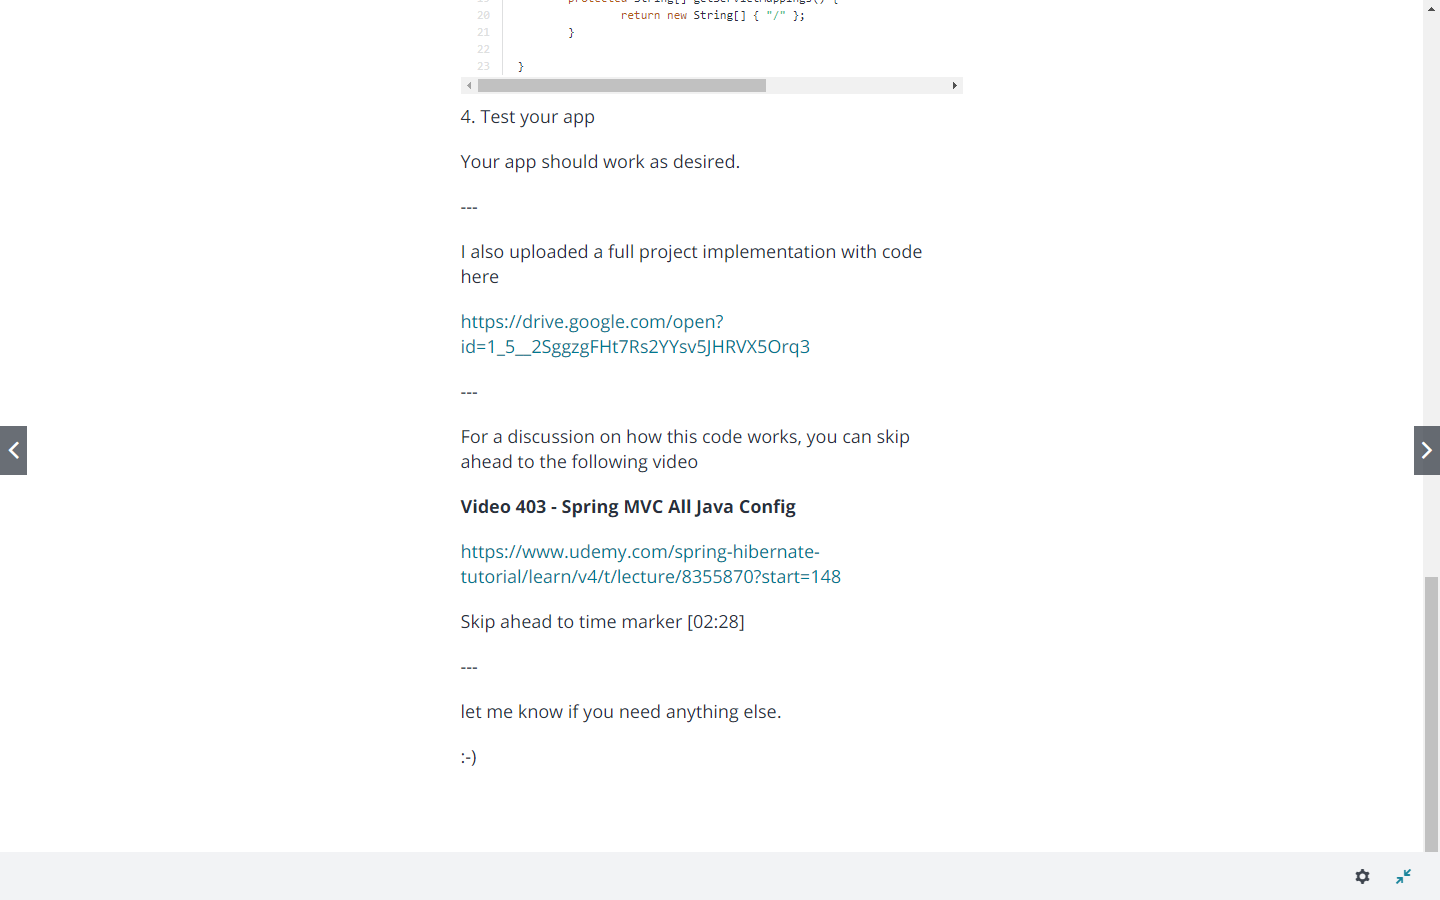 protected String[] getServletMappings() {
20 return new String[] { "/" };
21 }
22
23 }
4. Test your app
Your app should work as desired.
---
I also uploaded a full project implementation with code
here
https://drive.google.com/open?
id=1_5__2SggzgFHt7Rs2YYsv5JHRVX5Orq3
---
For a discussion on how this code works, you can skip
ahead to the following video
Video 403 - Spring MVC All Java Config
https://www.udemy.com/spring-hibernate-
tutorial/learn/v4/t/lecture/8355870?start=148
Skip ahead to time marker [02:28]
---
let me know if you need anything else.
:-)